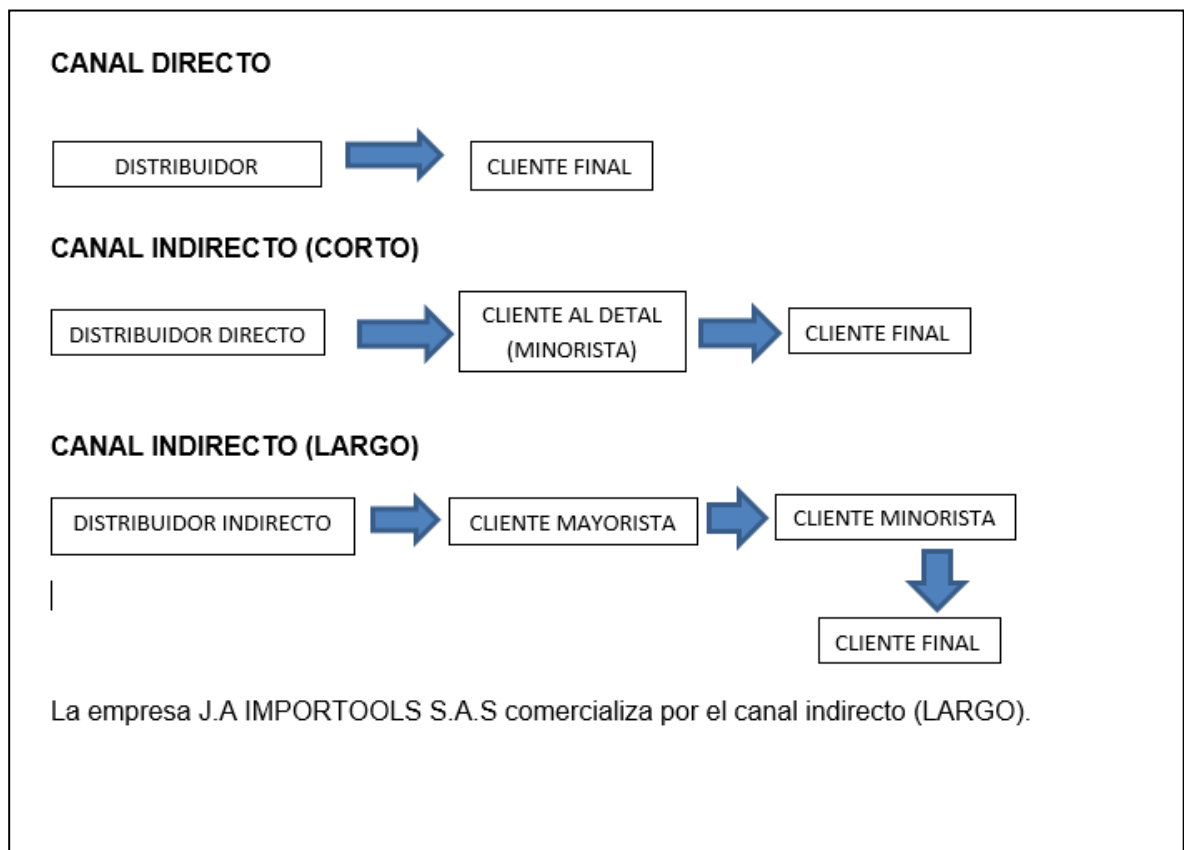 CANAL DIRECTO
DISTRIBUIDOR
CLIENTE FINAL
CANAL INDIRECTO (CORTO)
DISTRIBUIDOR DIRECTO
CLIENTE AL DETAL
(MINORISTA)
CLIENTE FINAL
CANAL INDIRECTO (LARGO)
DISTRIBUIDOR INDIRECTO
CLIENTE MAYORISTA
CLIENTE MINORISTA
CLIENTE FINAL
La empresa J.A IMPORTOOLS S.A.S comercializa por el canal indirecto (LARGO).